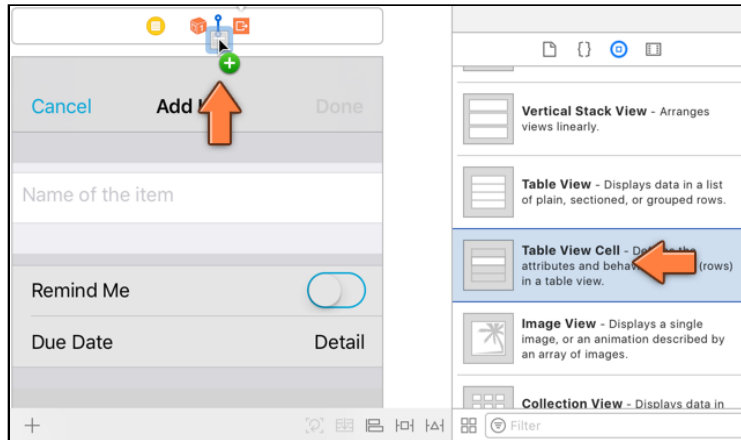 Cancel
Add
Done
Name of the item
Remind Me
Due Date
Detail
Vertical Stack View - Arranges
views linearly.
Table View - Displays data in a list
of plain, sectioned, or grouped rows.
Table View Cell - Defines the
attributes and behav (rows)
in a table view.
Image View - Displays a single
image, or an animation described by
an array of images.
Collection View - Displays data in
Filter